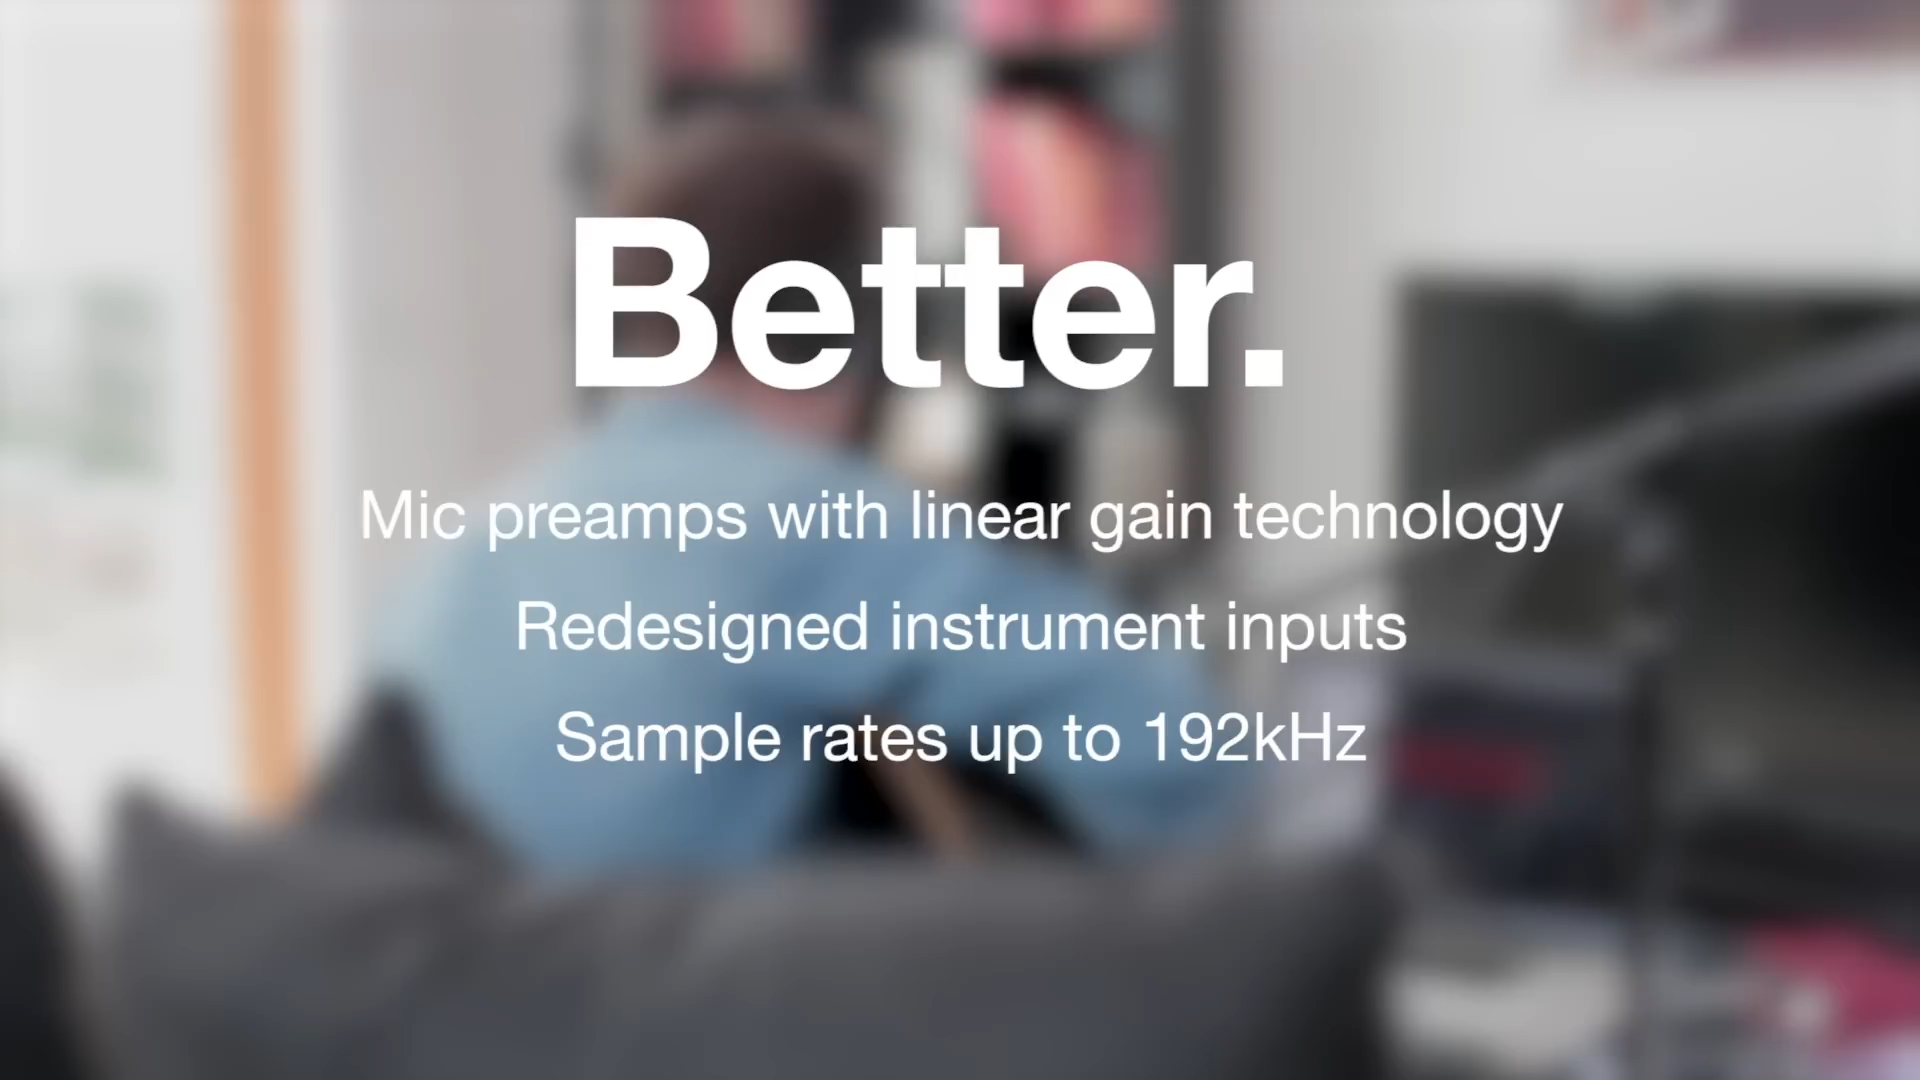 Better.
Mic preamps with linear gain technology
Redesigned instrument inputs
Sample rates up to 192kHz